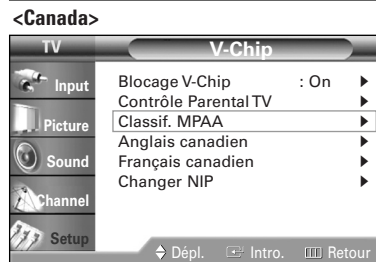 <Canada>
TV
V-Chip
Input
Picture
Sound
Channel
Setup
Blocage V-Chip : On
Contrôle Parental TV
Classif. MPAA
Anglais canadien
Français canadien
Changer NIP
Dépl. Intro. Retour